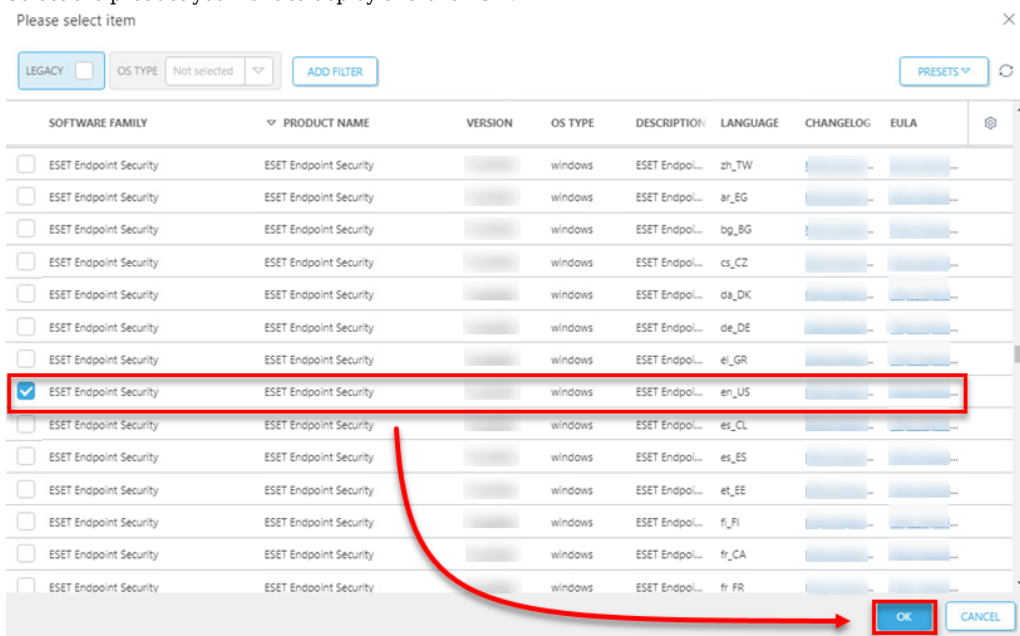 Please select item
LEGACY OS TYPE Not selected ADD FILTER PRESETS
SOFTWARE FAMILY PRODUCT NAME VERSION OS TYPE DESCRIPTION LANGUAGE CHANGELOG EULA
ESET Endpoint Security ESET Endpoint Security windows ESET Endpoi... zh_TW
ESET Endpoint Security ESET Endpoint Security windows ESET Endpoi... ar_EG
ESET Endpoint Security ESET Endpoint Security windows ESET Endpoi... bg_BG
ESET Endpoint Security ESET Endpoint Security windows ESET Endpoi... cs_CZ
ESET Endpoint Security ESET Endpoint Security windows ESET Endpoi... da_DK
ESET Endpoint Security ESET Endpoint Security windows ESET Endpoi... de_DE
ESET Endpoint Security ESET Endpoint Security windows ESET Endpoi... el_GR
ESET Endpoint Security ESET Endpoint Security windows ESET Endpoi... en_US
ESET Endpoint Security ESET Endpoint Security windows ESET Endpoi... es_CL
ESET Endpoint Security ESET Endpoint Security windows ESET Endpoi... es_ES
ESET Endpoint Security ESET Endpoint Security windows ESET Endpoi... et_EE
ESET Endpoint Security ESET Endpoint Security windows ESET Endpoi... fi_FI
ESET Endpoint Security ESET Endpoint Security windows ESET Endpoi... fr_CA
ESET Endpoint Security ESET Endpoint Security windows ESET Endpoi... fr_FR
OK CANCEL